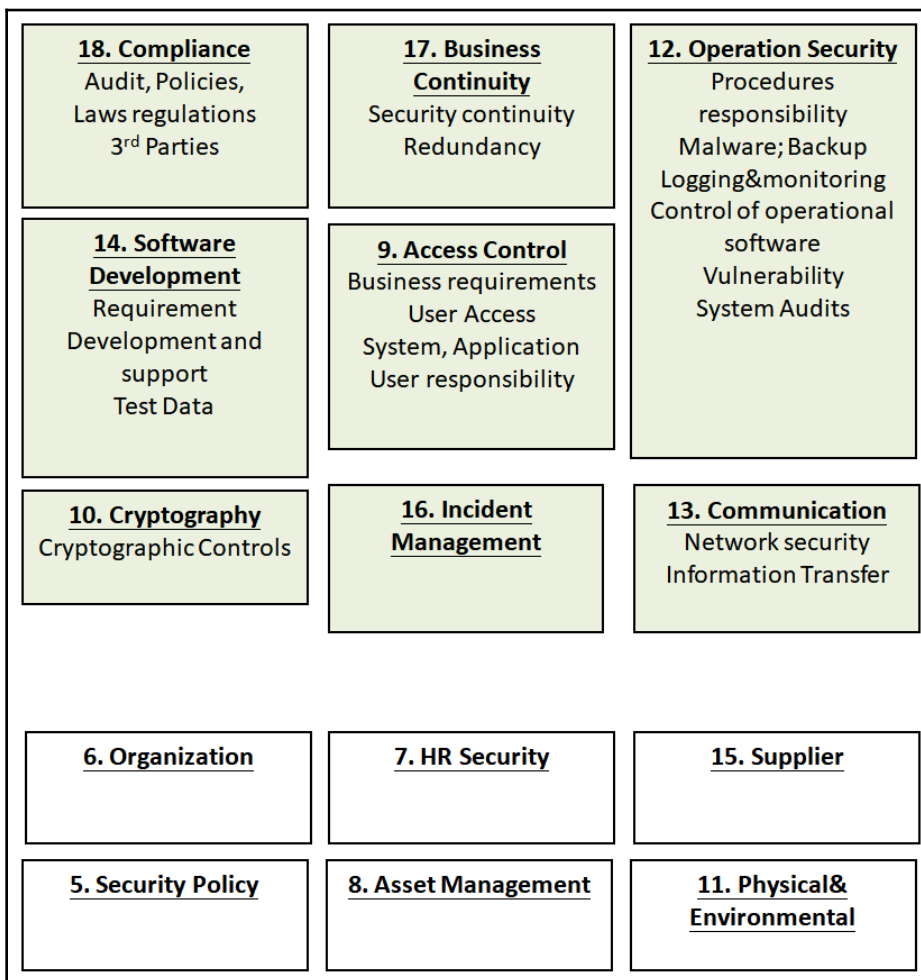 18. Compliance
Audit, Policies,
Laws regulations
3rd Parties
17. Business
Continuity
Security continuity
Redundancy
12. Operation Security
Procedures
responsibility
Malware; Backup
Logging&monitoring
Control of operational
software
Vulnerability
System Audits
14. Software
Development
Requirement
Development and
support
Test Data
9. Access Control
Business requirements
User Access
System, Application
User responsibility
10. Cryptography
Cryptographic Controls
16. Incident
Management
13. Communication
Network security
Information Transfer
6. Organization
7. HR Security
15. Supplier
5. Security Policy
8. Asset Management
11. Physical&
Environmental